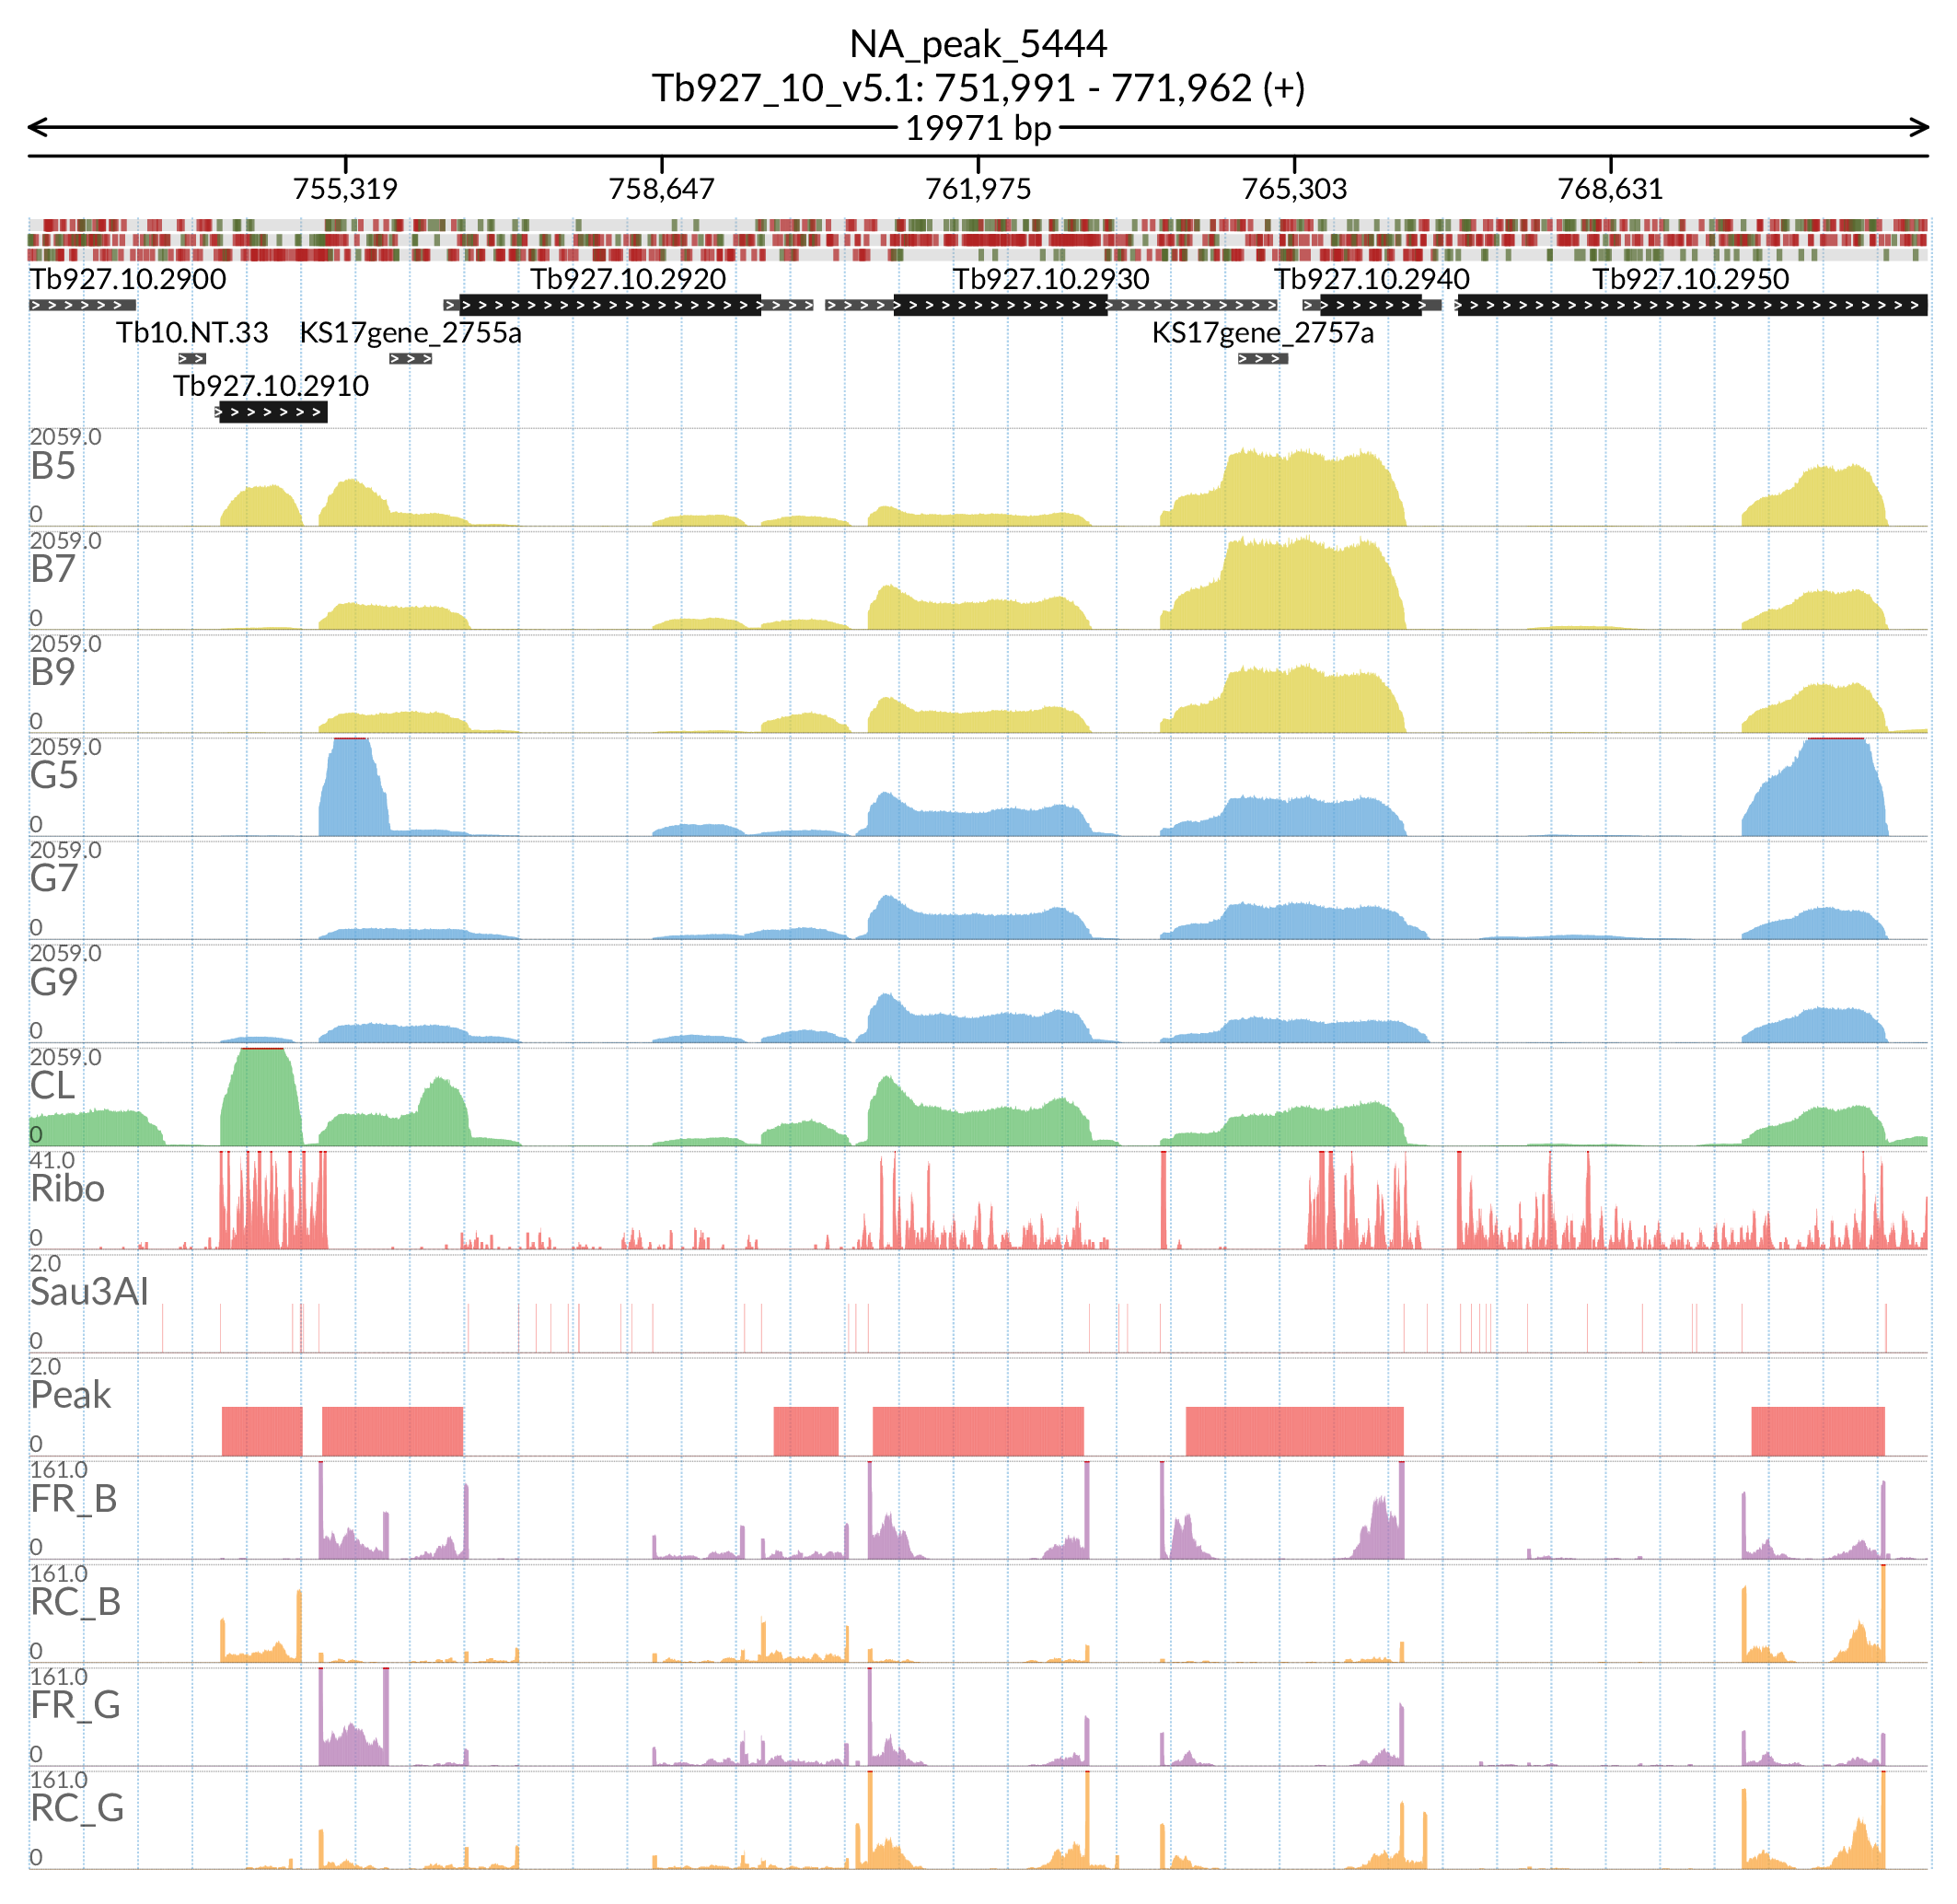 NA_peak_5444
Tb927_10_v5.1: 751,991 - 771,962 (+)
19971 bp
755,319 758,647 761,975 765,303 768,631
Tb927.10.2900 Tb927.10.2920 Tb927.10.2930 Tb927.10.2940 Tb927.10.2950
Tb10.NT.33 KS17gene_2755a KS17gene_2757a
Tb927.10.2910
2059.0
B5
0
2059.0
B7
0
2059.0
B9
0
2059.0
G5
0
2059.0
G7
0
2059.0
G9
0
2059.0
CL
0
41.0
Ribo
0
2.0
Sau3AI
0
2.0
Peak
0
161.0
FR_B
0
161.0
RC_B
0
161.0
FR_G
0
161.0
RC_G
0